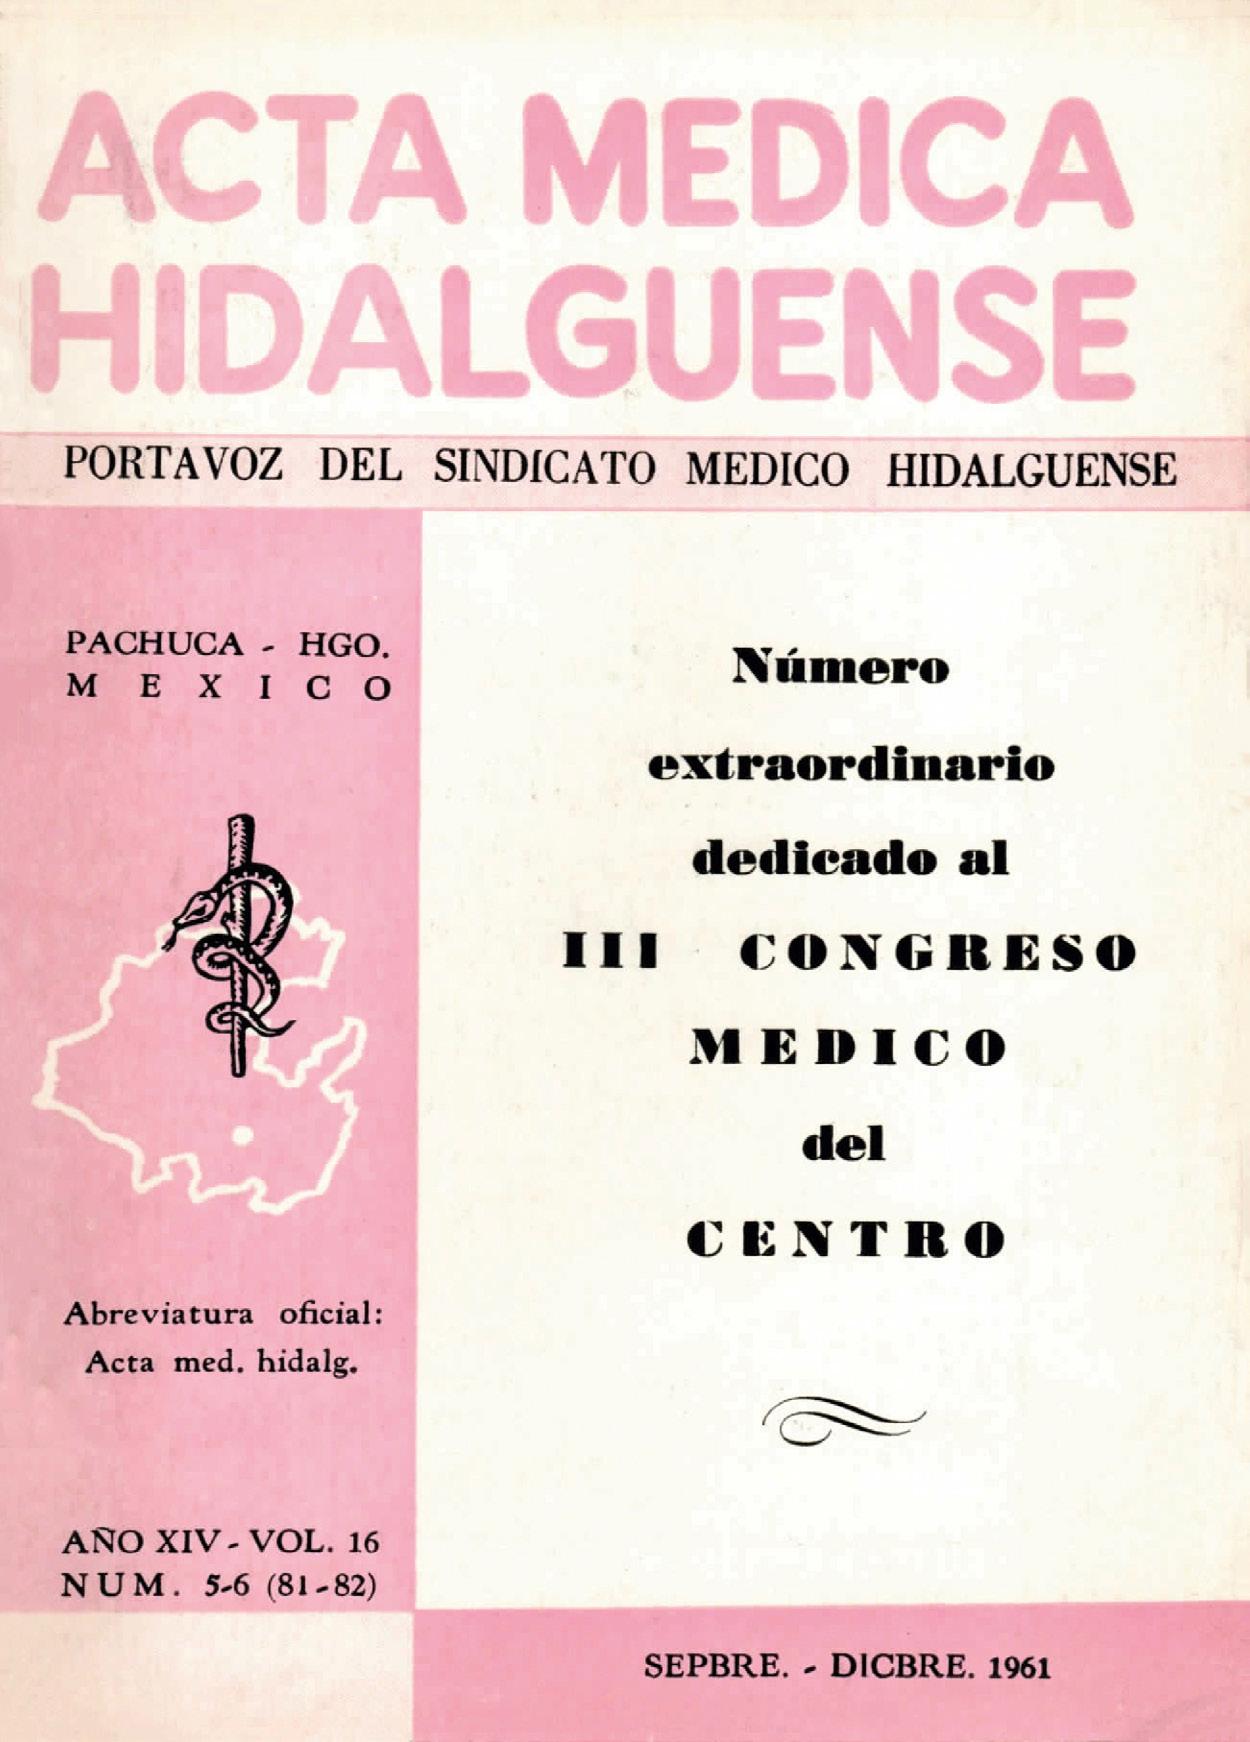 ACTA MEDICA
HIDALGUENSE
PORTAVOZ DEL SINDICATO MEDICO HIDALGUENSE
PACHUCA - HGO.
MEXICO
Número
extraordinario
dedicado al
III CONGRESO
MEDICO
del
CENTRO
Abreviatura oficial:
Acta med. hidalg.
AÑO XIV - VOL. 16
NUM. 5-6 (81-82)
SEPBRE. - DICBRE. 1961